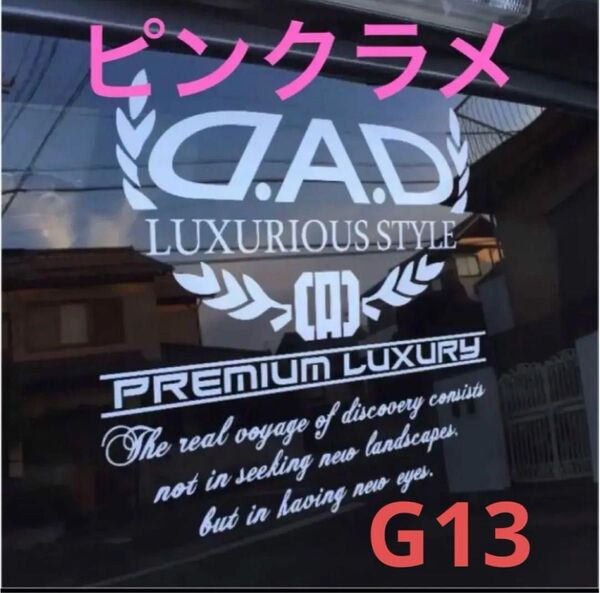 ピンクラメ
D.A.D
LUXURIOUS STYLE
(A)
PREMIUM LUXURY
The real voyage of discovery consists
not in seeking new landscapes.
but in having new eyes.
G13